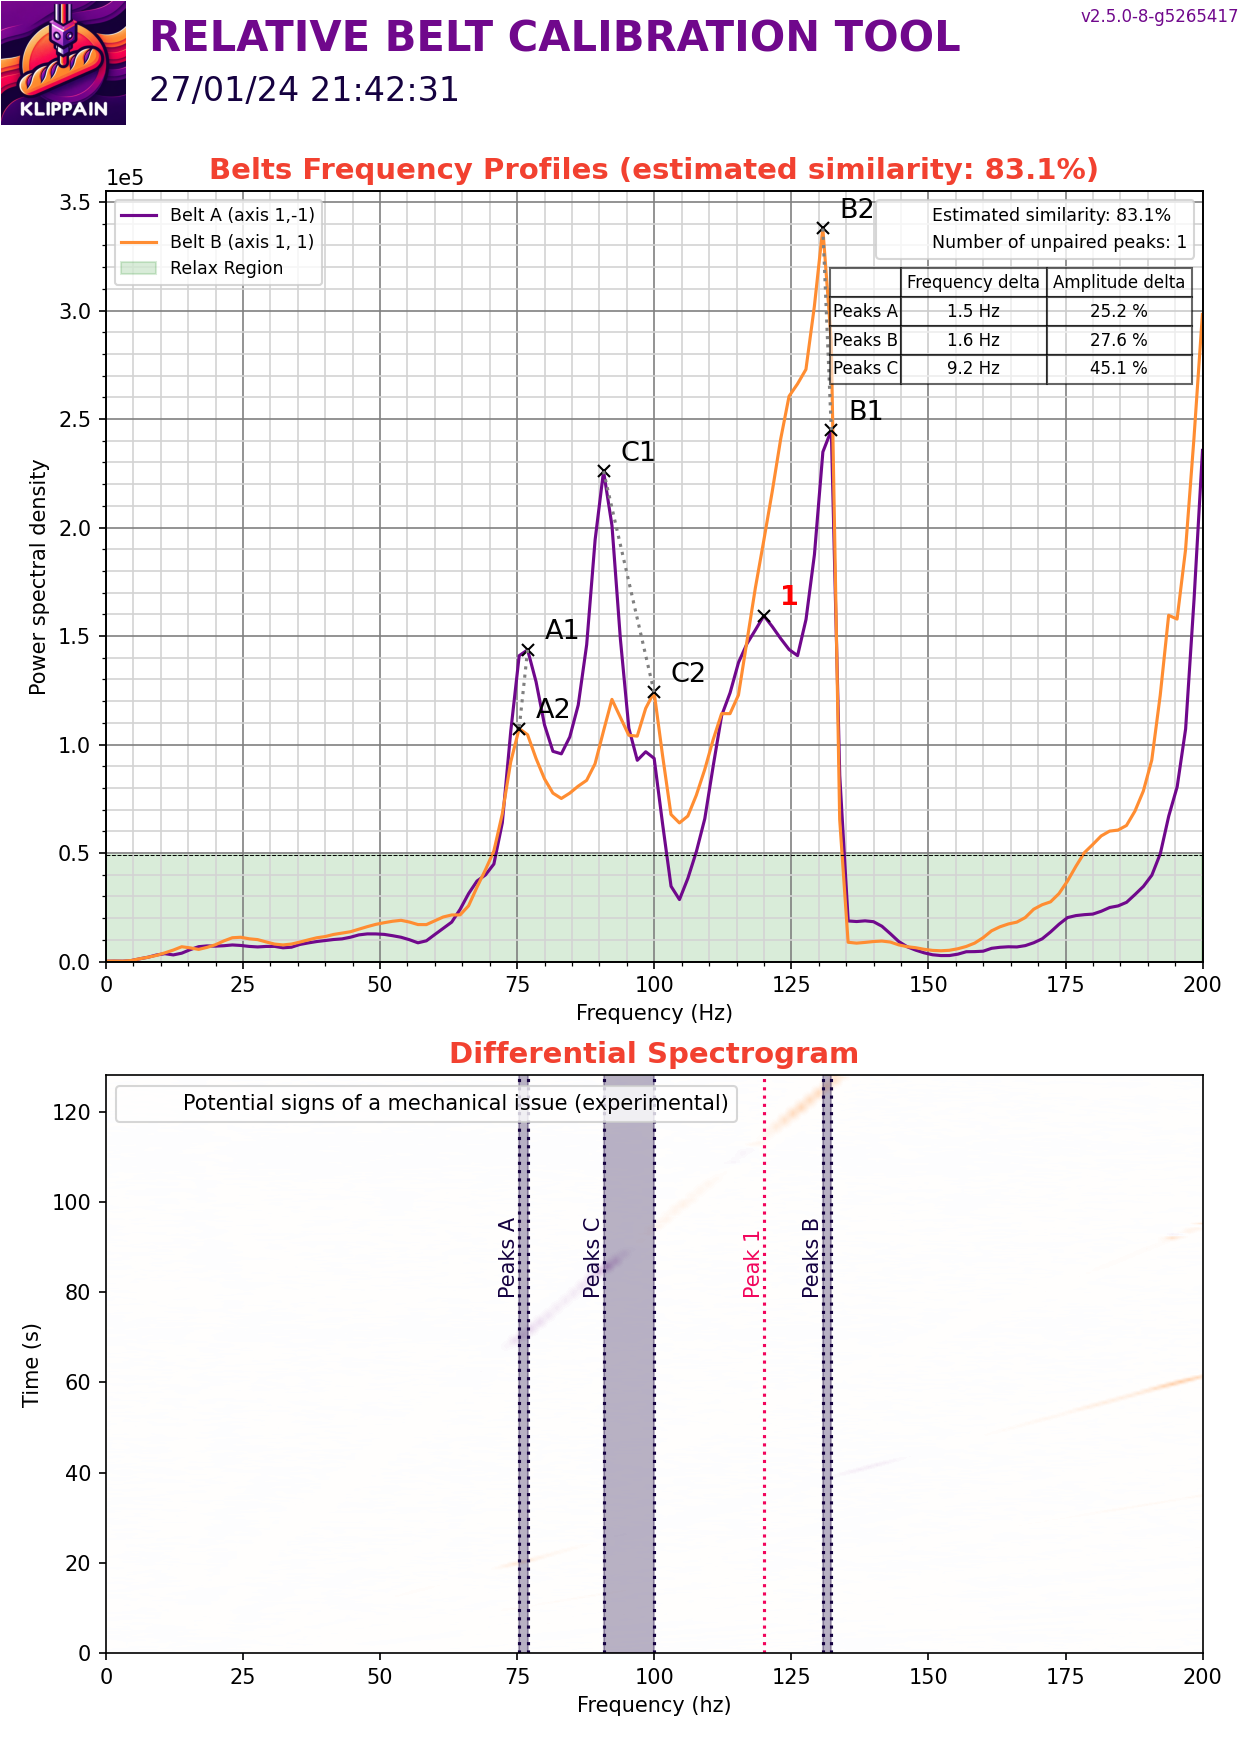 v2.5.0-8-g5265417
RELATIVE BELT CALIBRATION TOOL
27/01/24 21:42:31
KLIPPAIN
Belts Frequency Profiles (estimated similarity: 83.1%)
1e5
Belt A (axis 1,-1)
Belt B (axis 1, 1)
Relax Region
Estimated similarity: 83.1%
Number of unpaired peaks: 1
Frequency delta Amplitude delta
Peaks A 1.5 Hz 25.2 %
Peaks B 1.6 Hz 27.6 %
Peaks C 9.2 Hz 45.1 %
B2
B1
C1
1
A1
C2
A2
3.5
3.0
2.5
2.0
1.5
1.0
0.5
0.0
Power spectral density
0 25 50 75 100 125 150 175 200
Frequency (Hz)
Differential Spectrogram
Potential signs of a mechanical issue (experimental)
Peaks A
Peaks C
Peak 1
Peaks B
120
100
80
60
40
20
0
Time (s)
0 25 50 75 100 125 150 175 200
Frequency (hz)